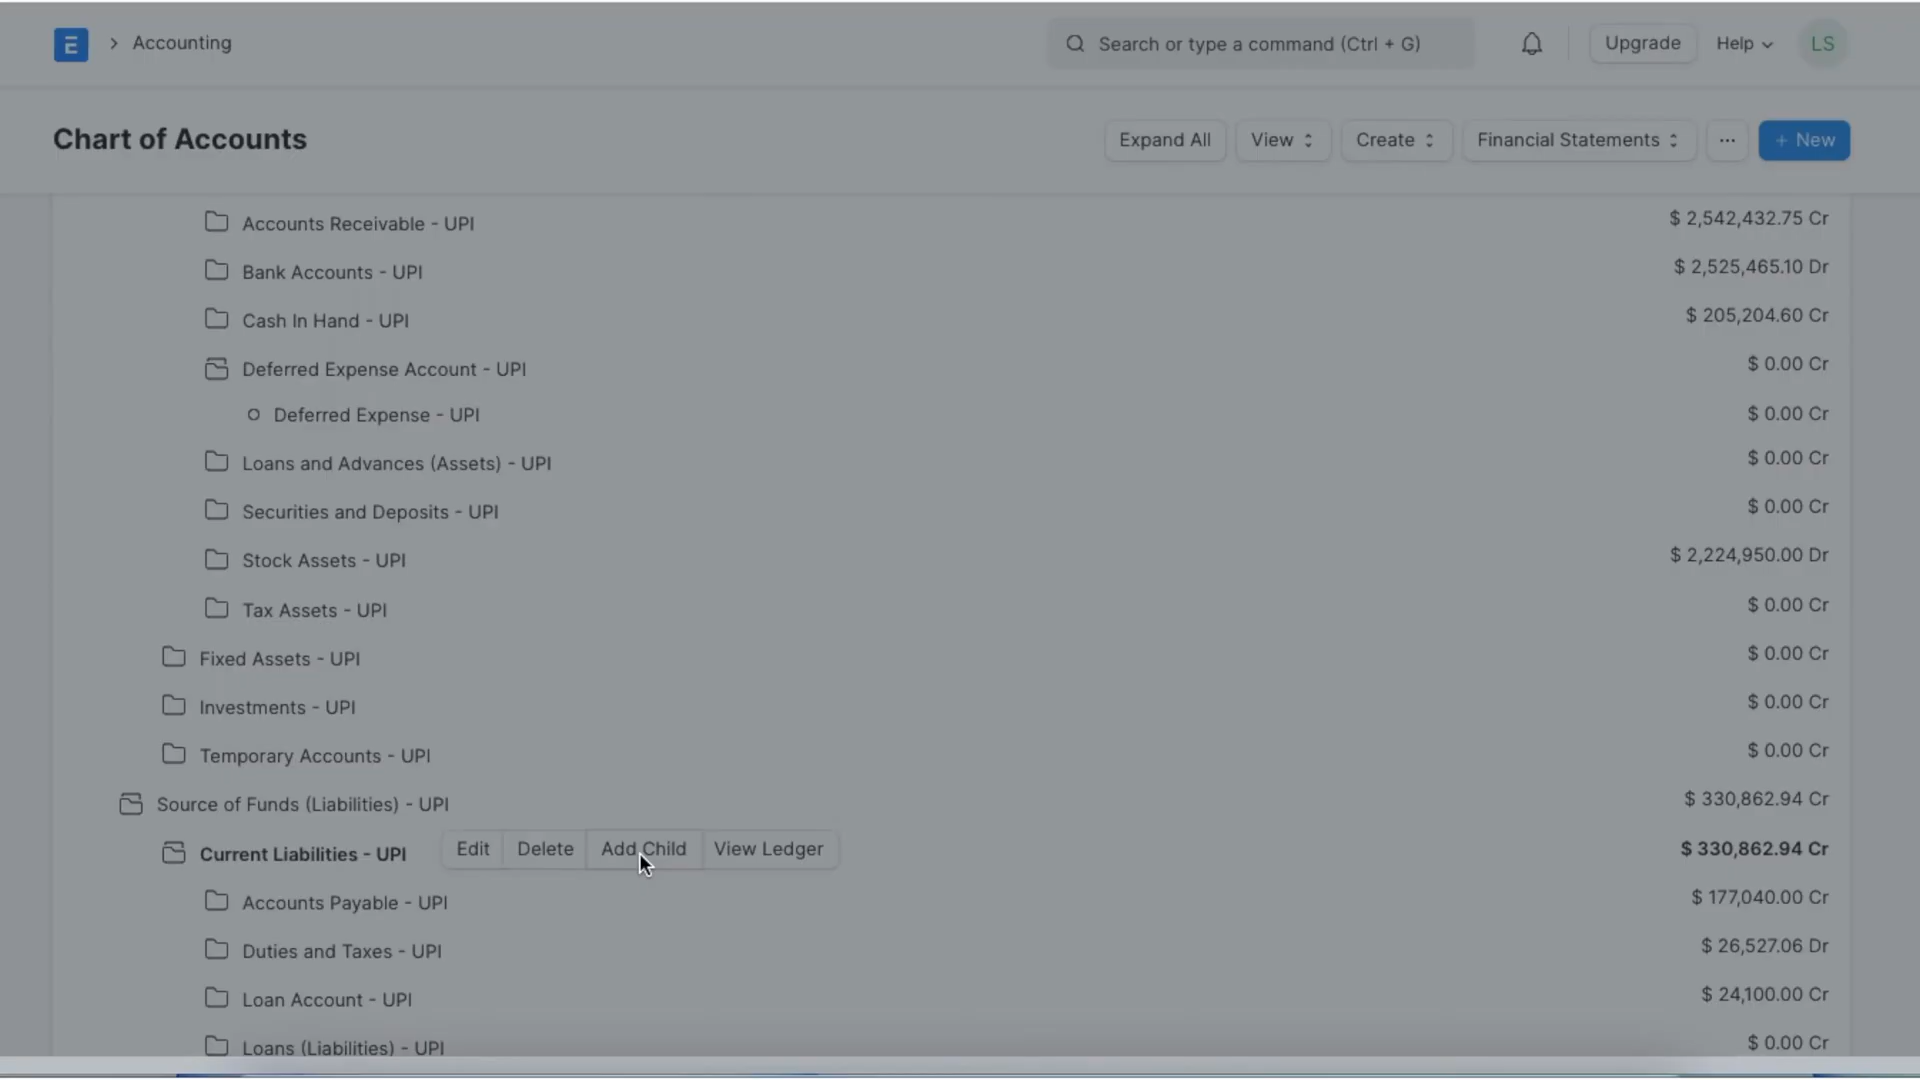 E > Accounting Search or type a command (Ctrl + G) Upgrade Help LS
Chart of Accounts Expand All View Create Financial Statements ... + New
Accounts Receivable - UPI $ 2,542,432.75 Cr
Bank Accounts - UPI $ 2,525,465.10 Dr
Cash In Hand - UPI $ 205,204.60 Cr
Deferred Expense Account - UPI $ 0.00 Cr
Deferred Expense - UPI $ 0.00 Cr
Loans and Advances (Assets) - UPI $ 0.00 Cr
Securities and Deposits - UPI $ 0.00 Cr
Stock Assets - UPI $ 2,224,950.00 Dr
Tax Assets - UPI $ 0.00 Cr
Fixed Assets - UPI $ 0.00 Cr
Investments - UPI $ 0.00 Cr
Temporary Accounts - UPI $ 0.00 Cr
Source of Funds (Liabilities) - UPI $ 330,862.94 Cr
Current Liabilities - UPI Edit Delete Add Child View Ledger $ 330,862.94 Cr
Accounts Payable - UPI $ 177,040.00 Cr
Duties and Taxes - UPI $ 26,527.06 Dr
Loan Account - UPI $ 24,100.00 Cr
Loans (Liabilities) - UPI $ 0.00 Cr